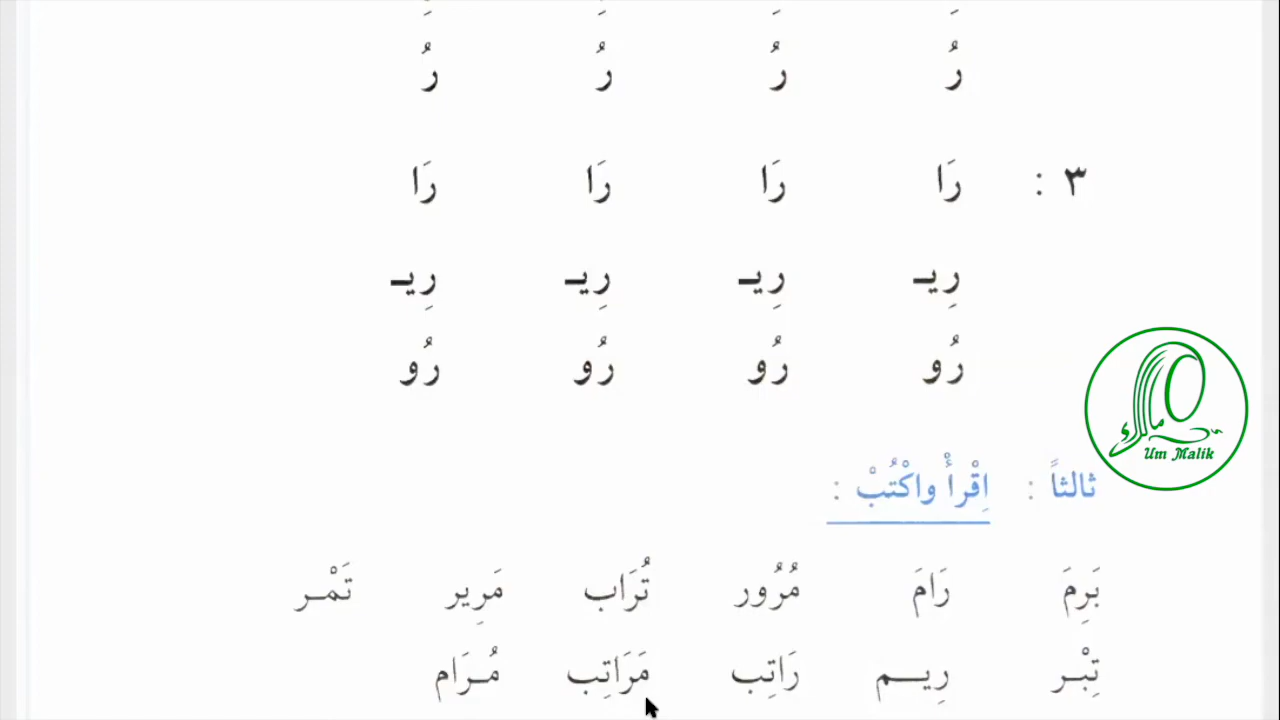 رُ رُ رُ رُ
٣ : رَا رَا رَا رَا
رِيـ رِيـ رِيـ رِيـ
رُو رُو رُو رُو
Um Malik
ثالثاً : اِقْرأْ واكْتُبْ :
بَرِمَ رَامَ مُرُور تُرَاب مَرِير تَمْـر
تِبْـر رِيـــم رَاتِب مَرَاتِب مُـرَام